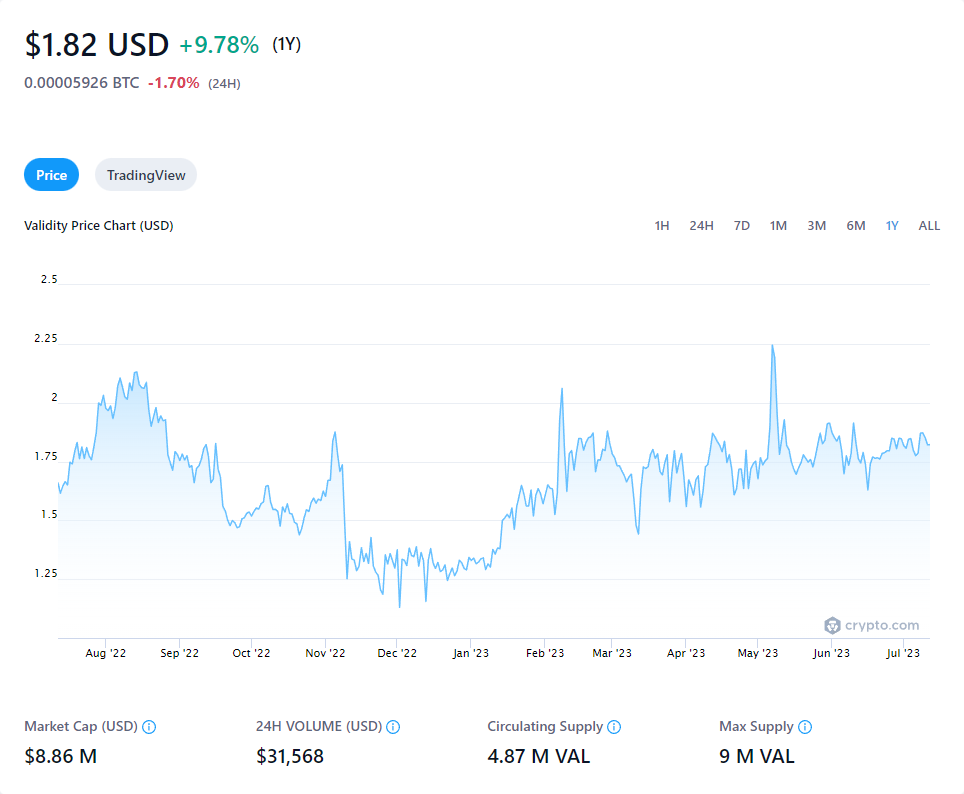 $1.82 USD +9.78% (1Y)
0.00005926 BTC -1.70% (24H)
Price TradingView
Validity Price Chart (USD) 1H 24H 7D 1M 3M 6M 1Y ALL
2.5
2.25
2
1.75
1.5
1.25
crypto.com
Aug '22 Sep '22 Oct '22 Nov '22 Dec '22 Jan '23 Feb '23 Mar '23 Apr '23 May '23 Jun '23 Jul '23
Market Cap (USD) 24H VOLUME (USD) Circulating Supply Max Supply
$8.86 M $31,568 4.87 M VAL 9 M VAL